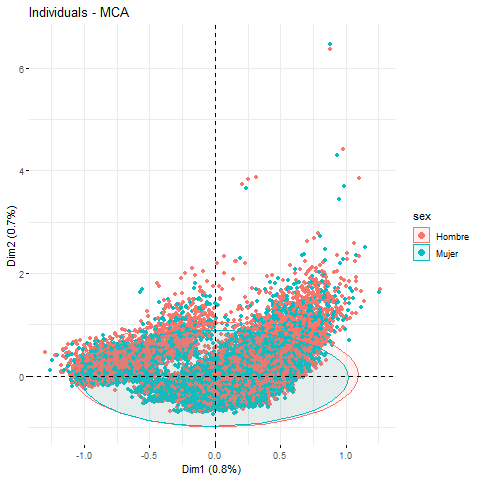 Individuals - MCA
Dim2 (0.7%)
6
4
2
0
-1.0
-0.5
0.0
0.5
1.0
Dim1 (0.8%)
sex
Hombre
Mujer